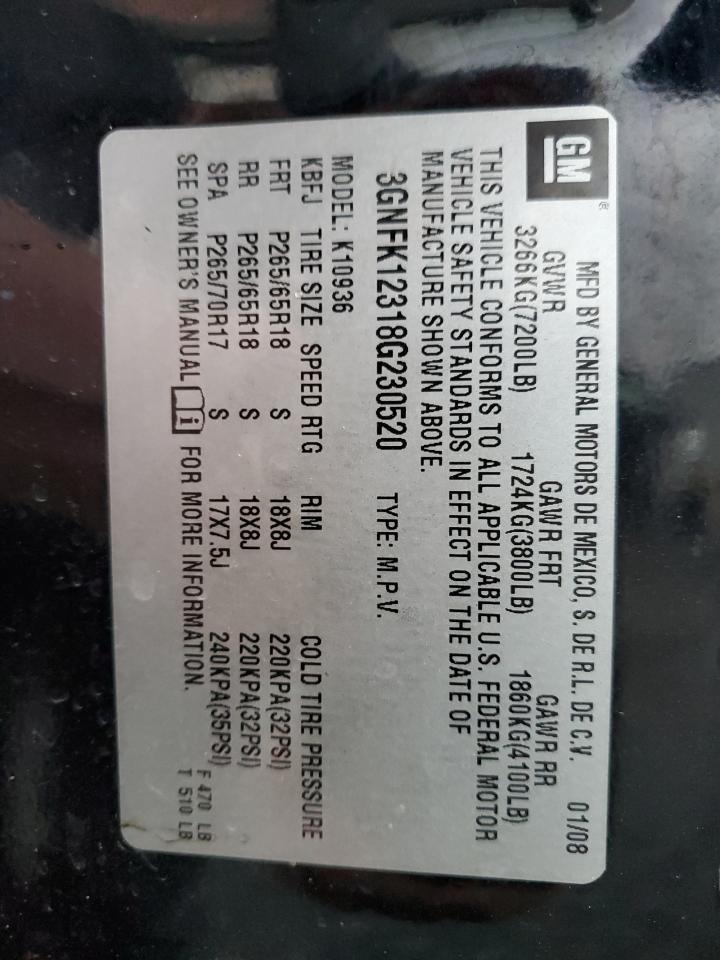 GM®
MFD BY GENERAL MOTORS DE MEXICO, S. DE R.L. DE C.V. 01/08
GVWR GAWR FRT GAWR RR
3266KG(7200LB) 1724KG(3800LB) 1860KG(4100LB)
THIS VEHICLE CONFORMS TO ALL APPLICABLE U.S. FEDERAL MOTOR
VEHICLE SAFETY STANDARDS IN EFFECT ON THE DATE OF
MANUFACTURE SHOWN ABOVE.
3GNFK12318G230520 TYPE: M.P.V.
MODEL: K10936
KBFJ TIRE SIZE SPEED RTG RIM COLD TIRE PRESSURE
FRT P265/65R18 S 18X8J 220KPA(32PSI)
RR P265/65R18 S 18X8J 220KPA(32PSI)
SPA P265/70R17 S 17X7.5J 240KPA(35PSI)
SEE OWNER'S MANUAL i FOR MORE INFORMATION.
F 470 LB
T 510 LB